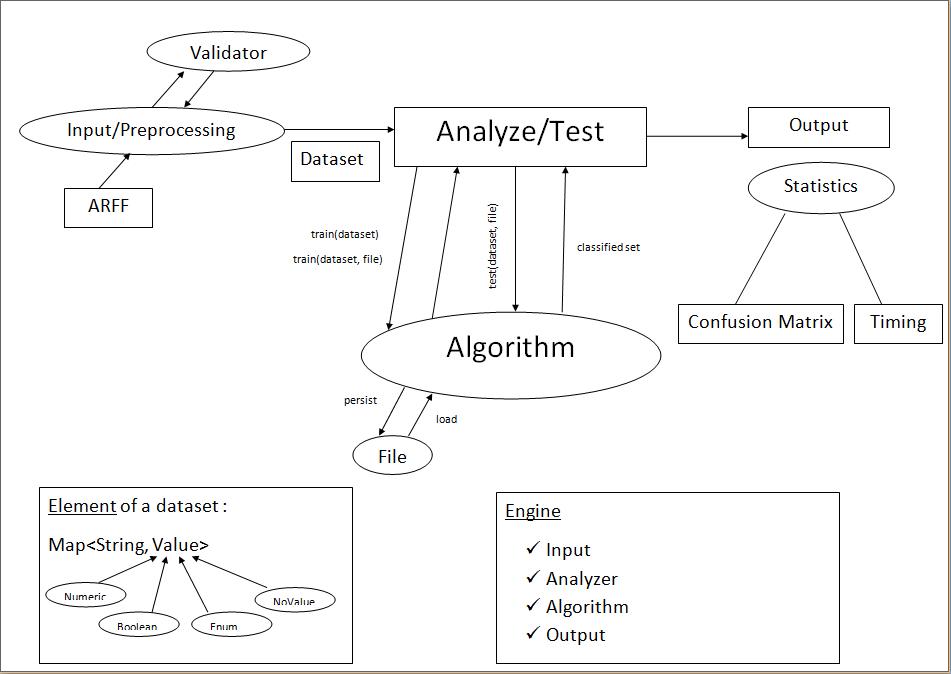 Validator
Input/Preprocessing
ARFF
Dataset
Analyze/Test
Output
Statistics
Confusion Matrix
Timing
train(dataset)
train(dataset, file)
test(dataset, file)
classified set
Algorithm
persist
load
File
Element of a dataset :
Map<String, Value>
Numeric
Boolean
Enum
NoValue
Engine
✓ Input
✓ Analyzer
✓ Algorithm
✓ Output